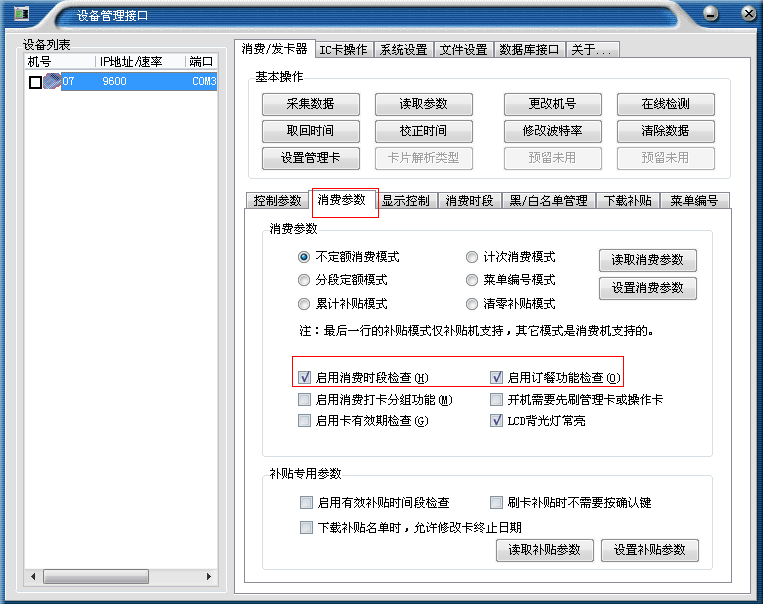 设备管理接口
设备列表
机号 IP地址/速率 端口
07 9600 COM3
消费/发卡器 IC卡操作 系统设置 文件设置 数据库接口 关于...
基本操作
采集数据 读取参数 更改机号 在线检测
取回时间 校正时间 修改波特率 清除数据
设置管理卡 卡片解析类型 预留未用 预留未用
控制参数 消费参数 显示控制 消费时段 黑/白名单管理 下载补贴 菜单编号
消费参数
不定额消费模式 计次消费模式 读取消费参数
分段定额模式 菜单编号模式 设置消费参数
累计补贴模式 清零补贴模式
注：最后一行的补贴模式仅补贴机支持，其它模式是消费机支持的。
启用消费时段检查(H) 启用订餐功能检查(O)
启用消费打卡分组功能(M) 开机需要先刷管理卡或操作卡
启用卡有效期检查(G) LCD背光灯常亮
补贴专用参数
启用有效补贴时间段检查 刷卡补贴时不需要按确认键
下载补贴名单时，允许修改卡终止日期
读取补贴参数 设置补贴参数